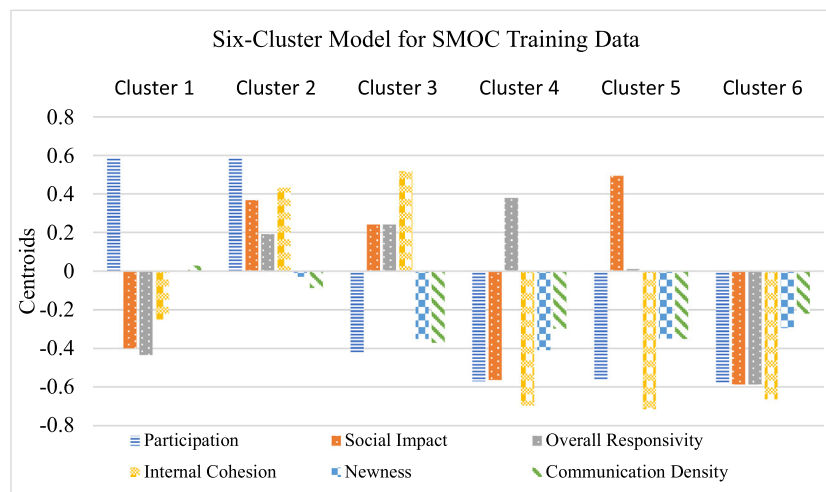 Six-Cluster Model for SMOC Training Data
Cluster 1 Cluster 2 Cluster 3 Cluster 4 Cluster 5 Cluster 6
0.8
0.6
0.4
0.2
0
-0.2
-0.4
-0.6
-0.8
Centroids
Participation Social Impact Overall Responsivity
Internal Cohesion Newness Communication Density